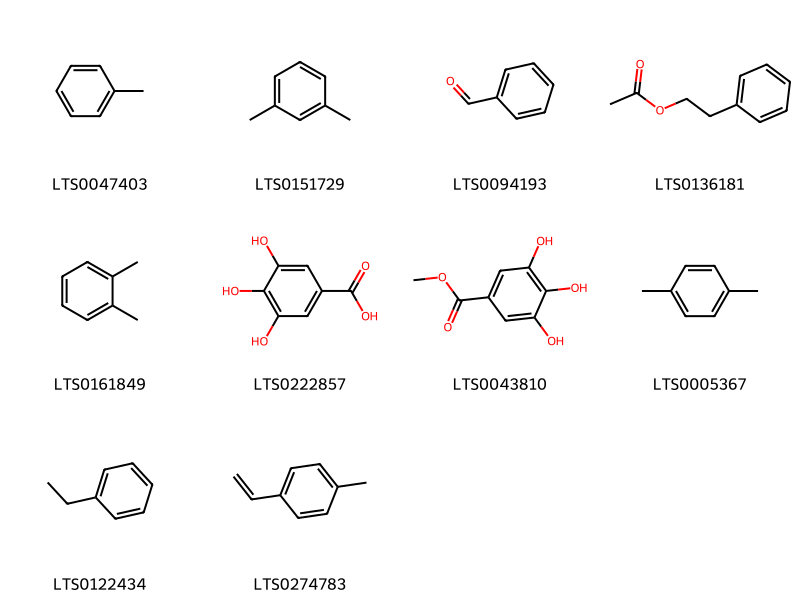 O
O
O
LTS0047403 LTS0151729 LTS0094193 LTS0136181
HO O OH
O
HO OH
O
HO OH OH
LTS0161849 LTS0222857 LTS0043810 LTS0005367
LTS0122434 LTS0274783